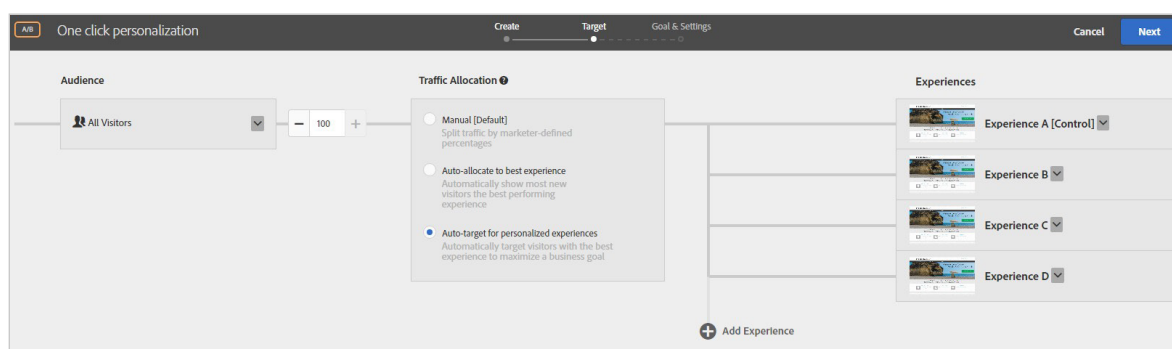 A/B
One click personalization
Create
Target
Goal & Settings
Cancel
Next
Audience
Traffic Allocation
Experiences
All Visitors
100
Manual [Default]
Split traffic by marketer-defined
percentages
Auto-allocate to best experience
Automatically show most new
visitors the best performing
experience
Auto-target for personalized experiences
Automatically target visitors with the best
experience to maximize a business goal
Experience A [Control]
Experience B
Experience C
Experience D
Add Experience